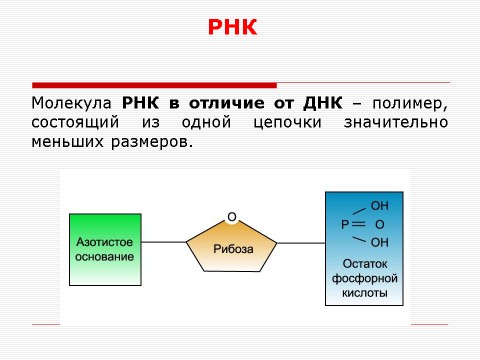 РНК
Молекула РНК в отличие от ДНК – полимер,
состоящий из одной цепочки значительно
меньших размеров.
Азотистое
основание
O
Рибоза
OH
P = O
OH
Остаток
фосфорной
кислоты